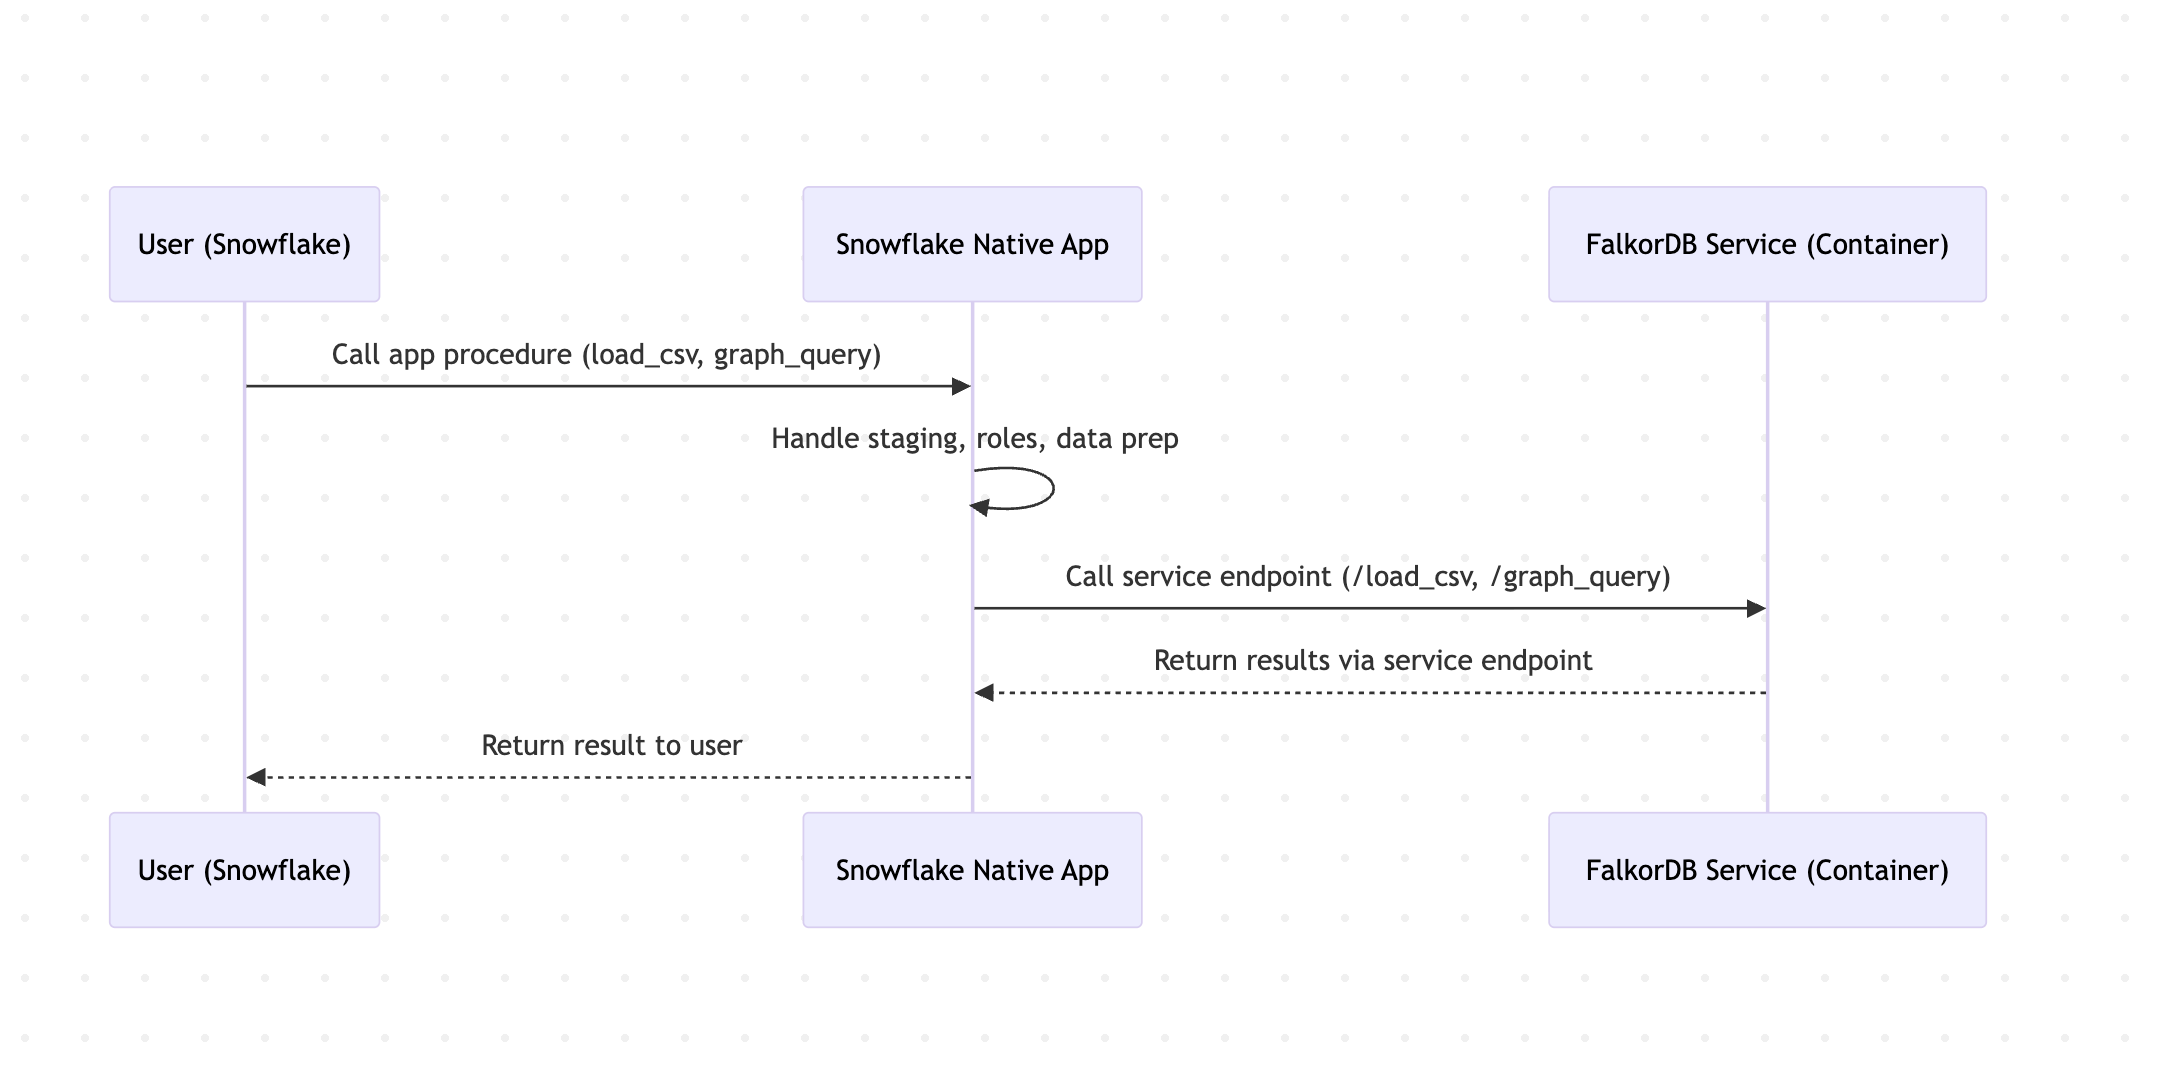 User (Snowflake)
Snowflake Native App
FalkorDB Service (Container)
Call app procedure (load_csv, graph_query)
Handle staging, roles, data prep
Call service endpoint (/load_csv, /graph_query)
Return results via service endpoint
Return result to user
User (Snowflake)
Snowflake Native App
FalkorDB Service (Container)